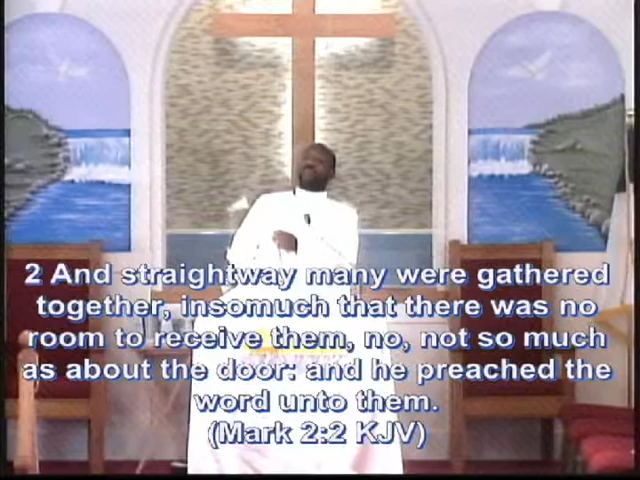 2 And straightway many were gathered
together, insomuch that there was no
room to receive them, no, not so much
as about the door: and he preached the
word unto them.
(Mark 2:2 KJV)